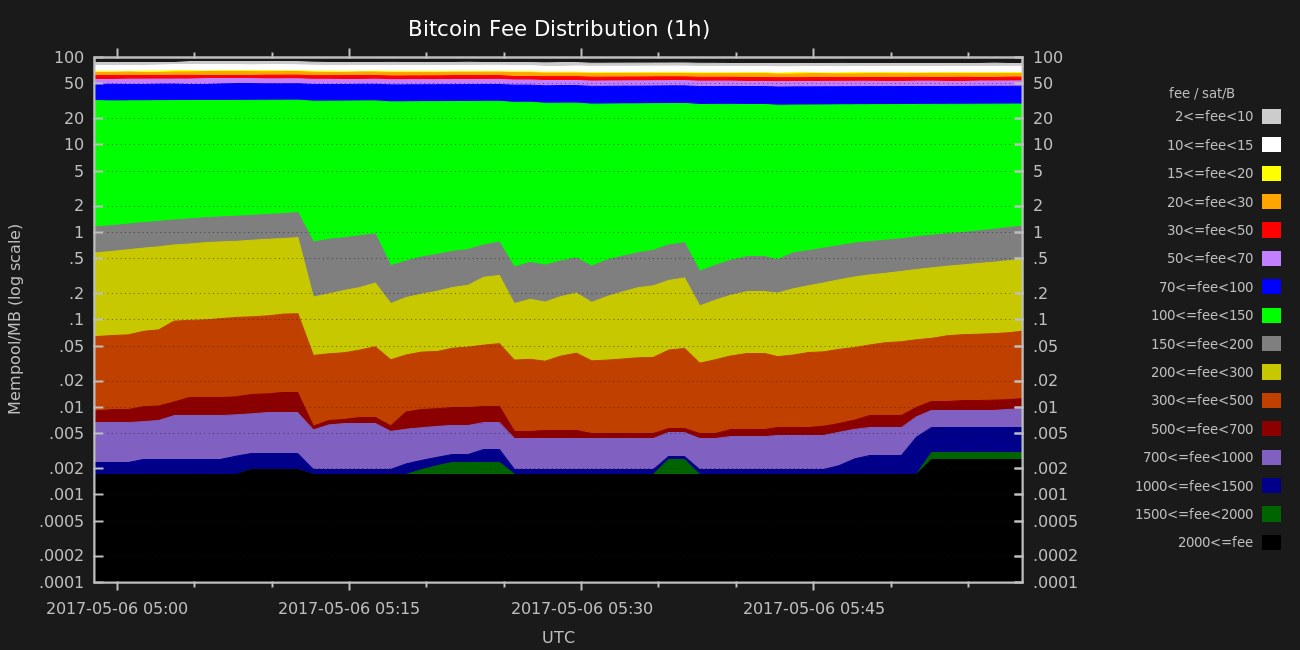 Bitcoin Fee Distribution (1h)
100
50
20
10
5
2
1
.5
.2
.1
.05
.02
.01
.005
.002
.001
.0005
.0002
.0001
Mempool/MB (log scale)
100
50
20
10
5
2
1
.5
.2
.1
.05
.02
.01
.005
.002
.001
.0005
.0002
.0001
fee / sat/B
2<=fee<10
10<=fee<15
15<=fee<20
20<=fee<30
30<=fee<50
50<=fee<70
70<=fee<100
100<=fee<150
150<=fee<200
200<=fee<300
300<=fee<500
500<=fee<700
700<=fee<1000
1000<=fee<1500
1500<=fee<2000
2000<=fee
2017-05-06 05:00
2017-05-06 05:15
2017-05-06 05:30
2017-05-06 05:45
UTC